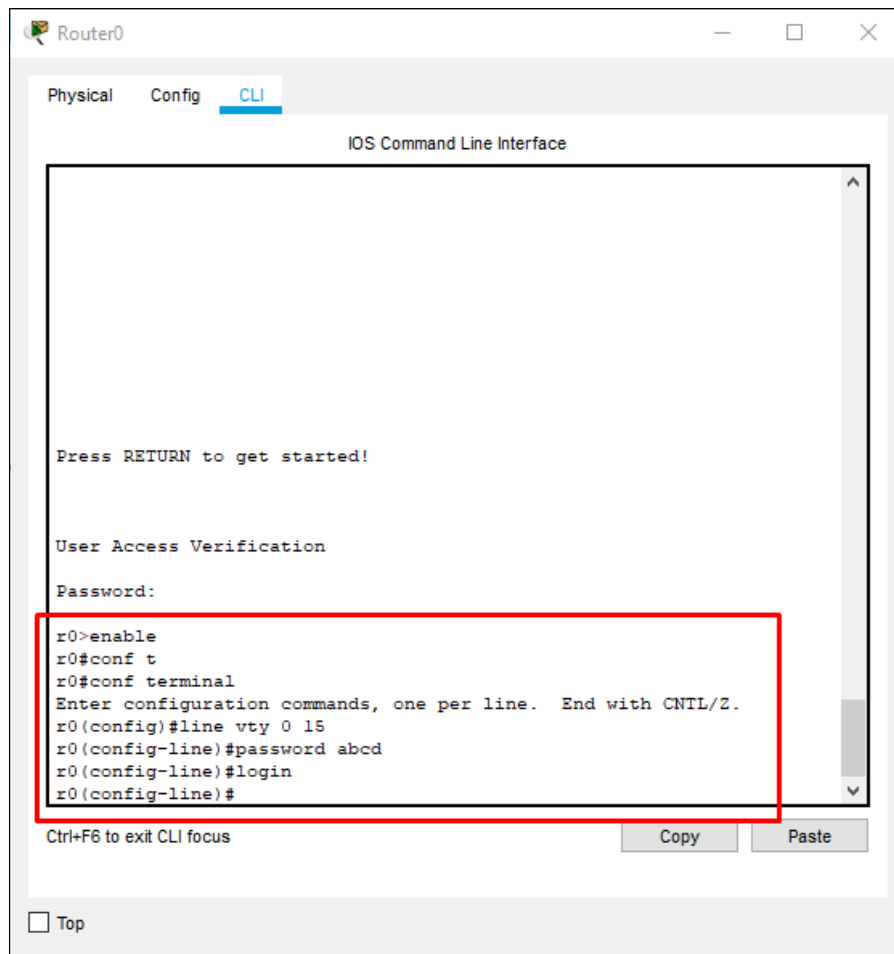 Router0
Physical Config CLI
IOS Command Line Interface
Press RETURN to get started!
User Access Verification
Password:
r0>enable
r0#conf t
r0#conf terminal
Enter configuration commands, one per line.  End with CNTL/Z.
r0(config)#line vty 0 15
r0(config-line)#password abcd
r0(config-line)#login
r0(config-line)#
Ctrl+F6 to exit CLI focus
Copy Paste
Top